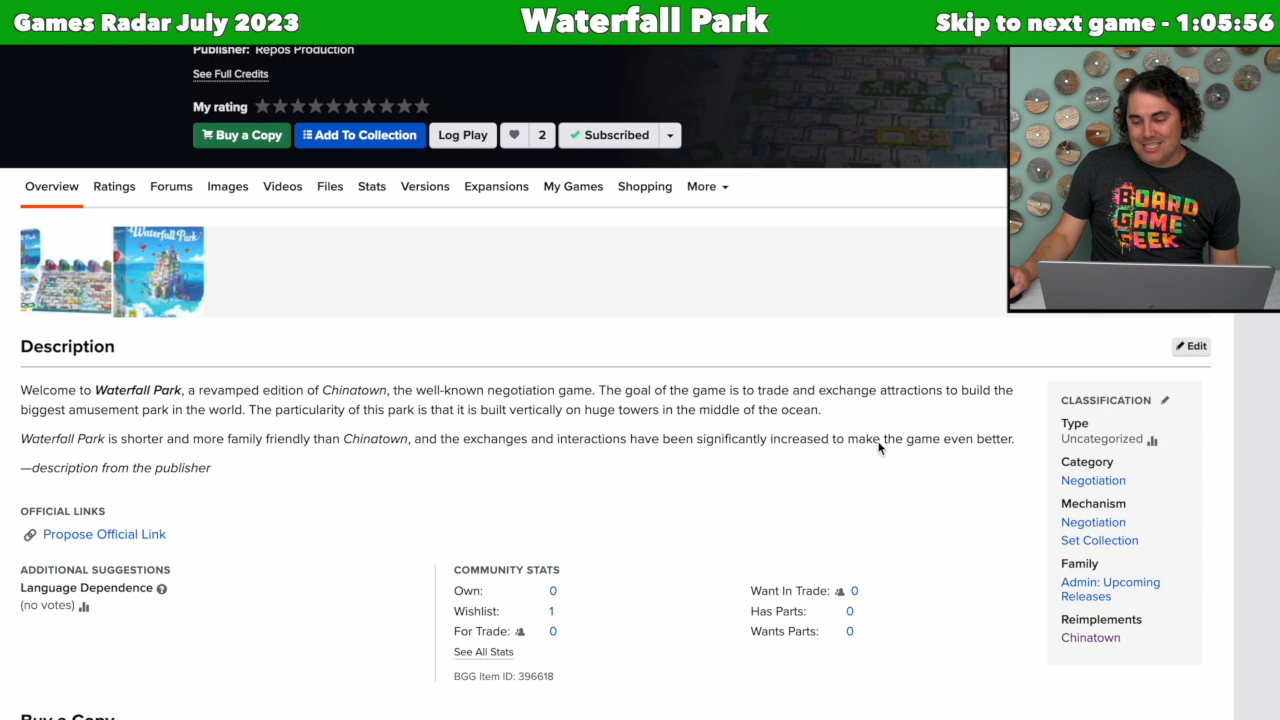 Games Radar July 2023
Waterfall Park
Skip to next game - 1:05:56
Publisher: Repos Production
See Full Credits
My rating
Buy a Copy
Add To Collection
Log Play
2
Subscribed
Overview
Ratings
Forums
Images
Videos
Files
Stats
Versions
Expansions
My Games
Shopping
More
Waterfall Park
BOARD
GAME
GEEK
Description
Edit
Welcome to Waterfall Park, a revamped edition of Chinatown, the well-known negotiation game. The goal of the game is to trade and exchange attractions to build the
biggest amusement park in the world. The particularity of this park is that it is built vertically on huge towers in the middle of the ocean.
Waterfall Park is shorter and more family friendly than Chinatown, and the exchanges and interactions have been significantly increased to make the game even better.
—description from the publisher
OFFICIAL LINKS
Propose Official Link
ADDITIONAL SUGGESTIONS
Language Dependence
(no votes)
COMMUNITY STATS
Own: 0
Wishlist: 1
For Trade: 0
See All Stats
BGG Item ID: 396618
Want In Trade: 0
Has Parts: 0
Wants Parts: 0
CLASSIFICATION
Type
Uncategorized
Category
Negotiation
Mechanism
Negotiation
Set Collection
Family
Admin: Upcoming
Releases
Reimplements
Chinatown
Buy a Copy